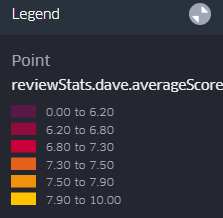 Legend
Point
reviewStats.dave.averageScore
0.00 to 6.20
6.20 to 6.80
6.80 to 7.30
7.30 to 7.50
7.50 to 7.90
7.90 to 10.00